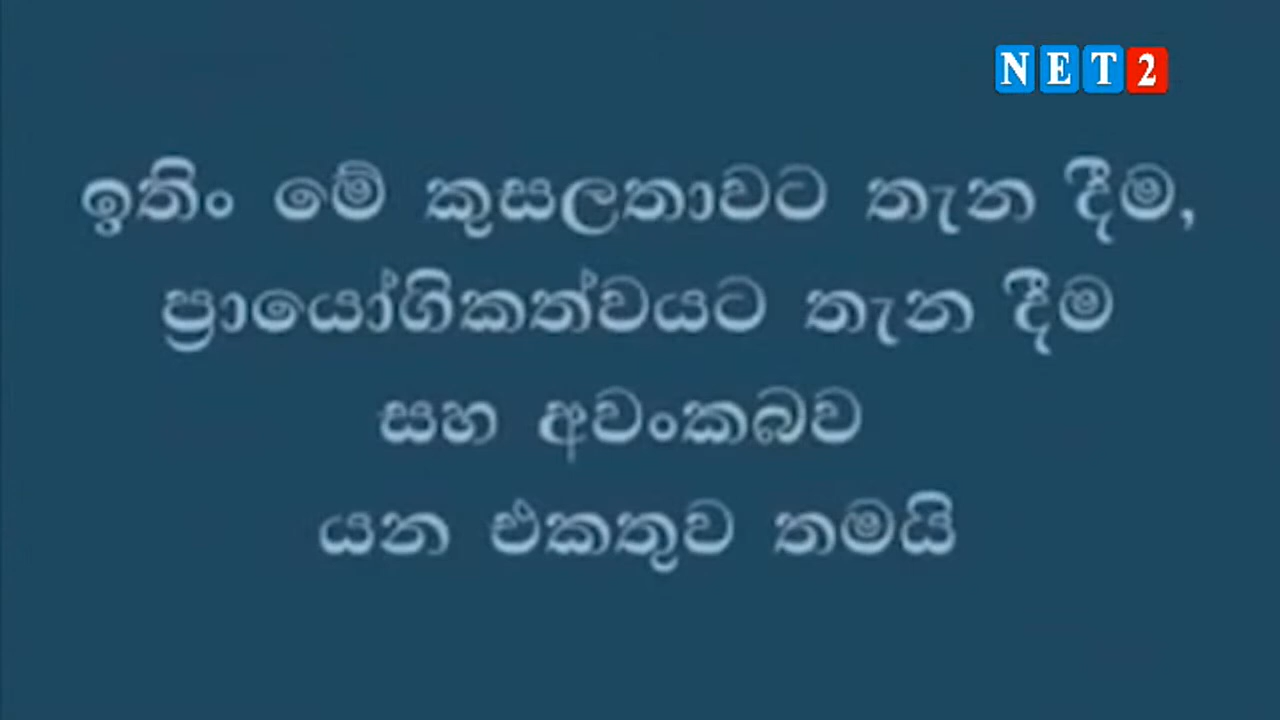 NET2
ඉතිං මේ කුසලතාවට තැන දීම,
ප්‍රායෝගිකත්වයට තැන දීම
සහ අවංකබව
යන එකතුව තමයි